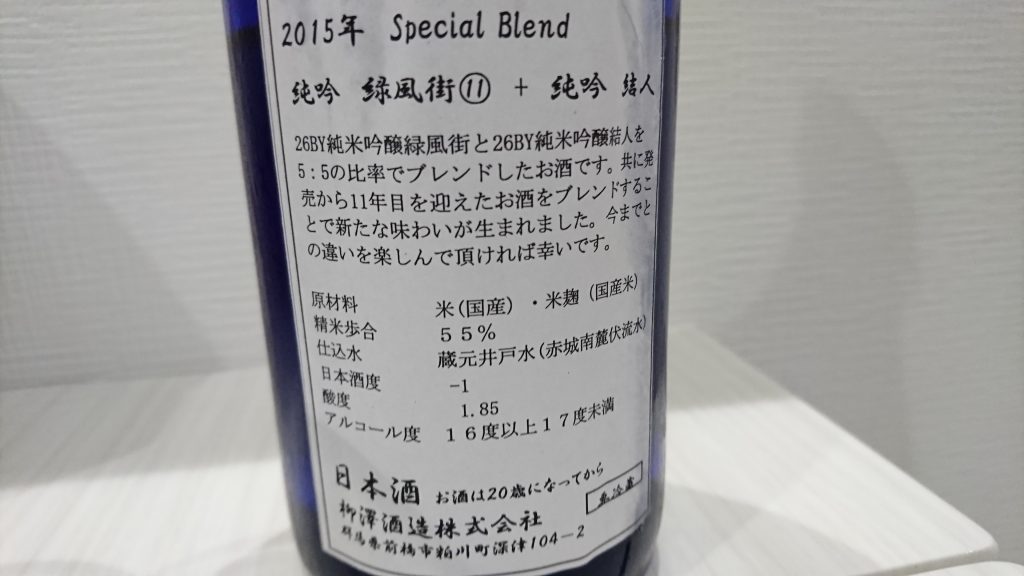 2015年 Special Blend
純吟 緑風街⑪ + 純吟 結人
26BY純米吟醸緑風街と26BY純米吟醸結人を
5:5の比率でブレンドしたお酒です。共に発
売から11年目を迎えたお酒をブレンドするこ
とで新たな味わいが生まれました。今までと
の違いを楽しんで頂ければ幸いです。
原材料 米(国産)・米麹(国産米)
精米歩合 55%
仕込水 蔵元井戸水(赤城南麓伏流水)
日本酒度 -1
酸度 1.85
アルコール度 16度以上17度未満
日本酒 お酒は20歳になってから
柳澤酒造株式会社 要冷蔵
群馬県前橋市粕川町深津104-2